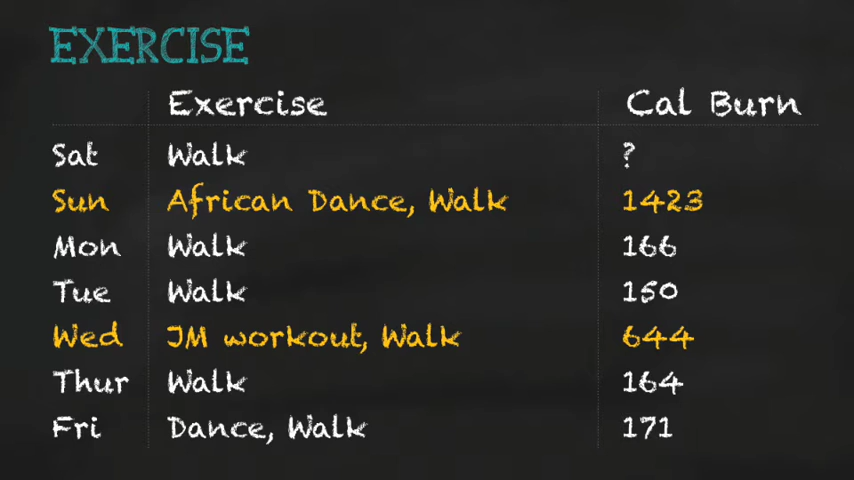 EXERCISE
Exercise Cal Burn
Sat Walk ?
Sun African Dance, Walk 1423
Mon Walk 166
Tue Walk 150
Wed JM workout, Walk 644
Thur Walk 164
Fri Dance, Walk 171